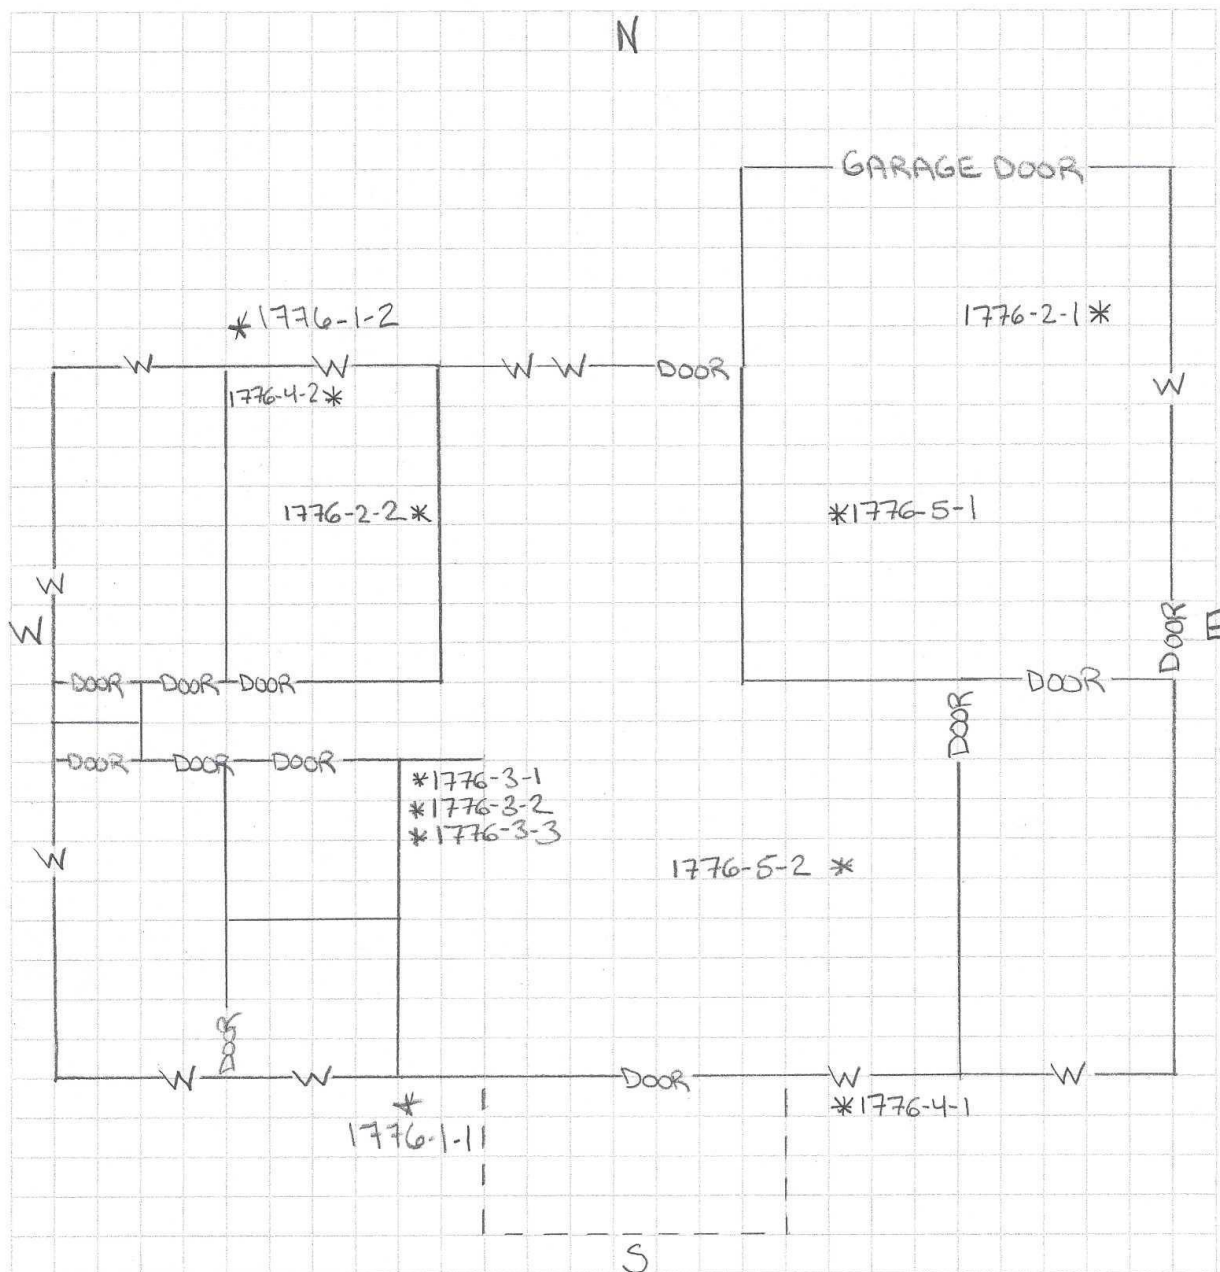 N
GARAGE DOOR
*1776-1-2
1776-2-1*
W
W
W W
DOOR
W
1776-4-2*
1776-2-2*
*1776-5-1
W
W
DOOR
E
DOOR
DOOR
DOOR
DOOR
DOOR
DOOR
DOOR
DOOR
*1776-3-1
*1776-3-2
*1776-3-3
W
1776-5-2 *
DOOR
W
W
DOOR
W
W
*
*1776-4-1
1776-1-1
S